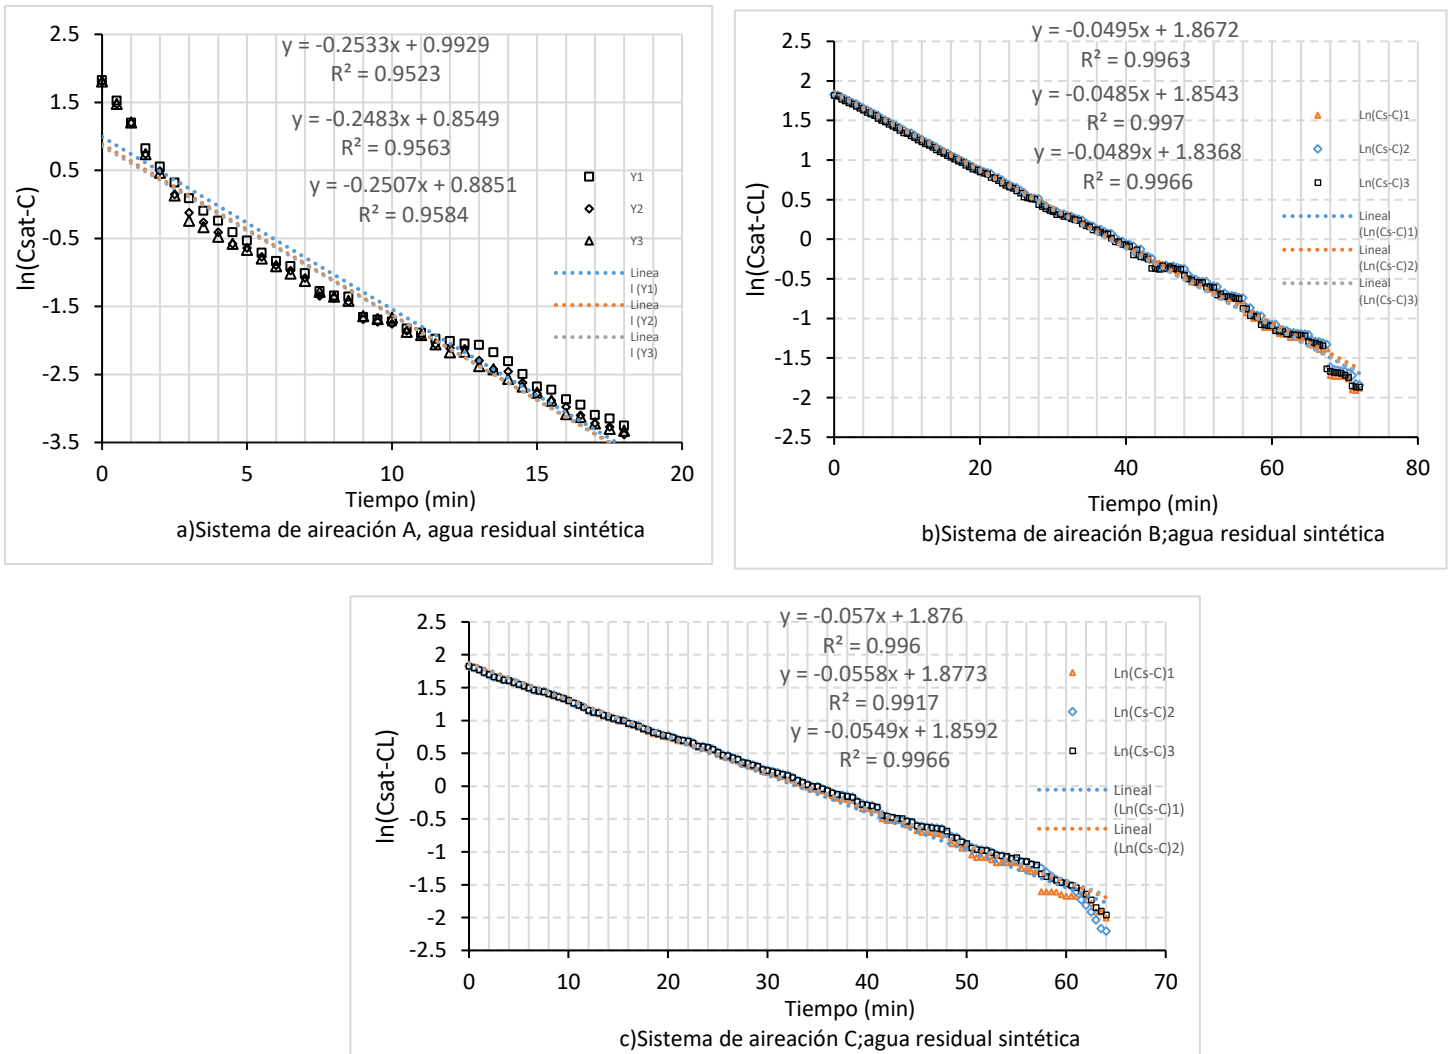 2.5
1.5
0.5
-0.5
-1.5
-2.5
-3.5
ln(Csat-C)
y = -0.2533x + 0.9929
R² = 0.9523
y = -0.2483x + 0.8549
R² = 0.9563
y = -0.2507x + 0.8851
R² = 0.9584
Y1
Y2
Y3
Linea
l (Y1)
Linea
l (Y2)
Linea
l (Y3)
0 5 10 15 20
Tiempo (min)
a)Sistema de aireación A, agua residual sintética
2.5
2
1.5
1
0.5
0
-0.5
-1
-1.5
-2
-2.5
ln(Csat-CL)
y = -0.0495x + 1.8672
R² = 0.9963
y = -0.0485x + 1.8543
R² = 0.997
y = -0.0489x + 1.8368
R² = 0.9966
Ln(Cs-C)1
Ln(Cs-C)2
Ln(Cs-C)3
Lineal
(Ln(Cs-C)1)
Lineal
(Ln(Cs-C)2)
Lineal
(Ln(Cs-C)3)
0 20 40 60 80
Tiempo (min)
b)Sistema de aireación B;agua residual sintética
2.5
2
1.5
1
0.5
0
-0.5
-1
-1.5
-2
-2.5
ln(Csat-CL)
y = -0.057x + 1.876
R² = 0.996
y = -0.0558x + 1.8773
R² = 0.9917
y = -0.0549x + 1.8592
R² = 0.9966
Ln(Cs-C)1
Ln(Cs-C)2
Ln(Cs-C)3
Lineal
(Ln(Cs-C)1)
Lineal
(Ln(Cs-C)2)
0 10 20 30 40 50 60 70
Tiempo (min)
c)Sistema de aireación C;agua residual sintética